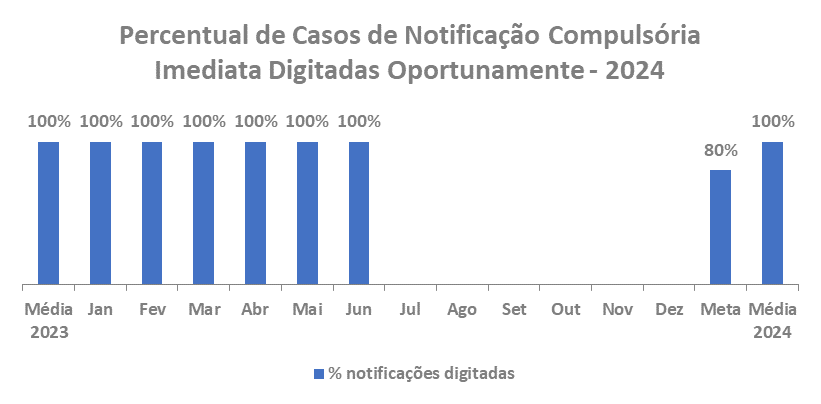 Percentual de Casos de Notificação Compulsória
Imediata Digitadas Oportunamente - 2024
100% 100% 100% 100% 100% 100% 100% 80% 100%
Média Jan Fev Mar Abr Mai Jun Jul Ago Set Out Nov Dez Meta Média
2023 2024
% notificações digitadas